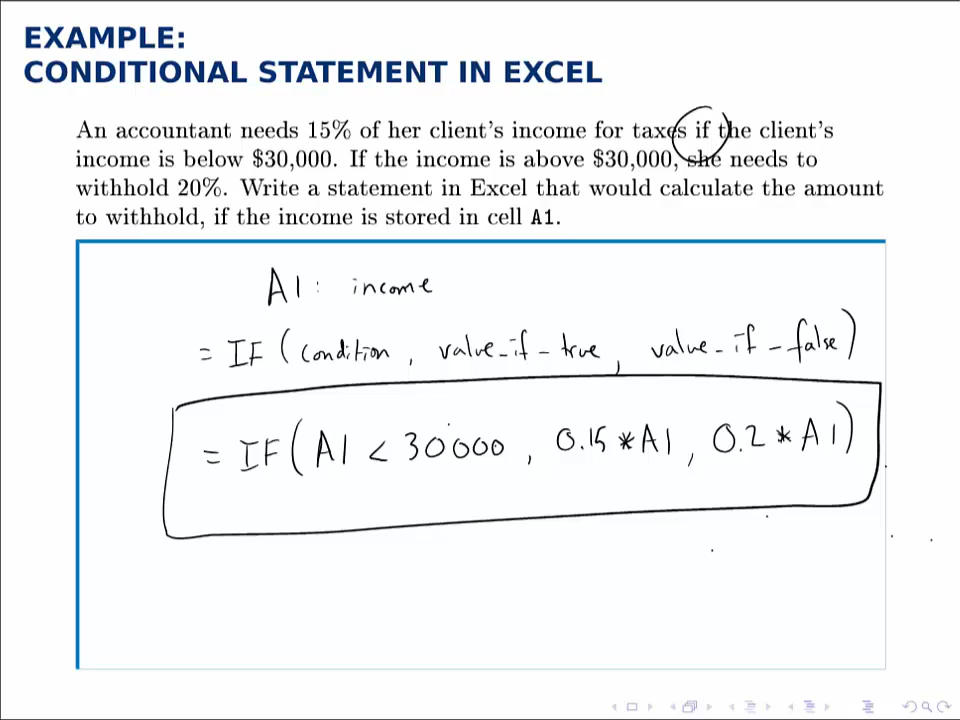 EXAMPLE:
CONDITIONAL STATEMENT IN EXCEL
An accountant needs 15% of her client's income for taxes if the client's
income is below $30,000. If the income is above $30,000, she needs to
withhold 20%. Write a statement in Excel that would calculate the amount
to withhold, if the income is stored in cell A1.
A1: income
= IF (condition, value-if-true, value-if-false)
= IF(A1 < 30000, 0.15*A1, 0.2*A1)